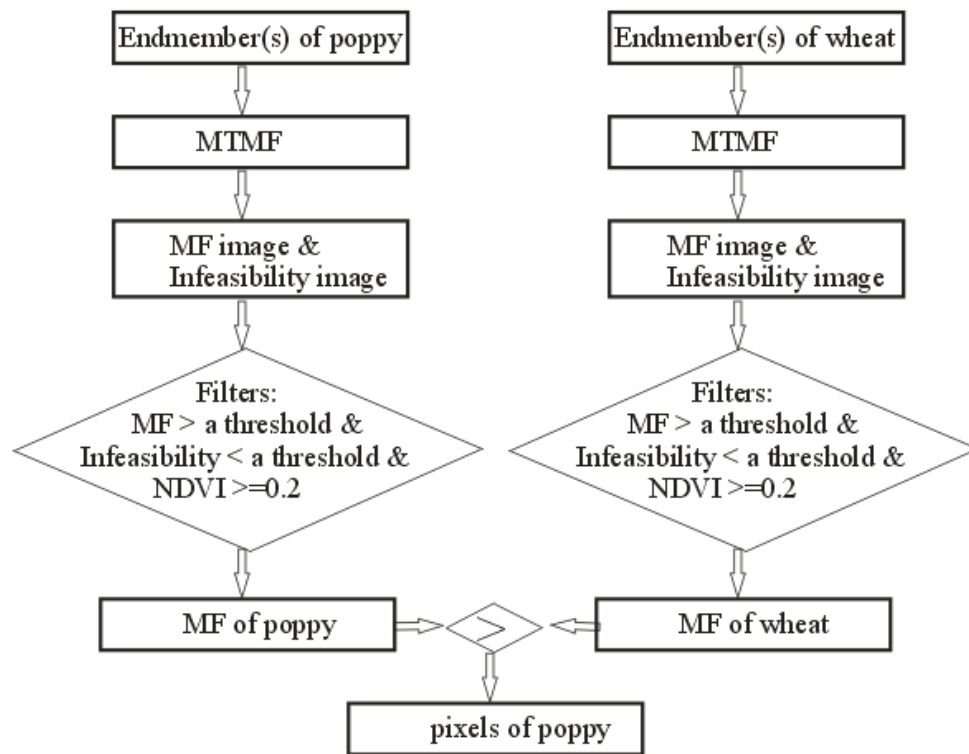 Endmember(s) of poppy
MTMF
MF image &
Infeasibility image
Filters:
MF > a threshold &
Infeasibility < a threshold &
NDVI >=0.2
MF of poppy
Endmember(s) of wheat
MTMF
MF image &
Infeasibility image
Filters:
MF > a threshold &
Infeasibility < a threshold &
NDVI >=0.2
MF of wheat
>
pixels of poppy